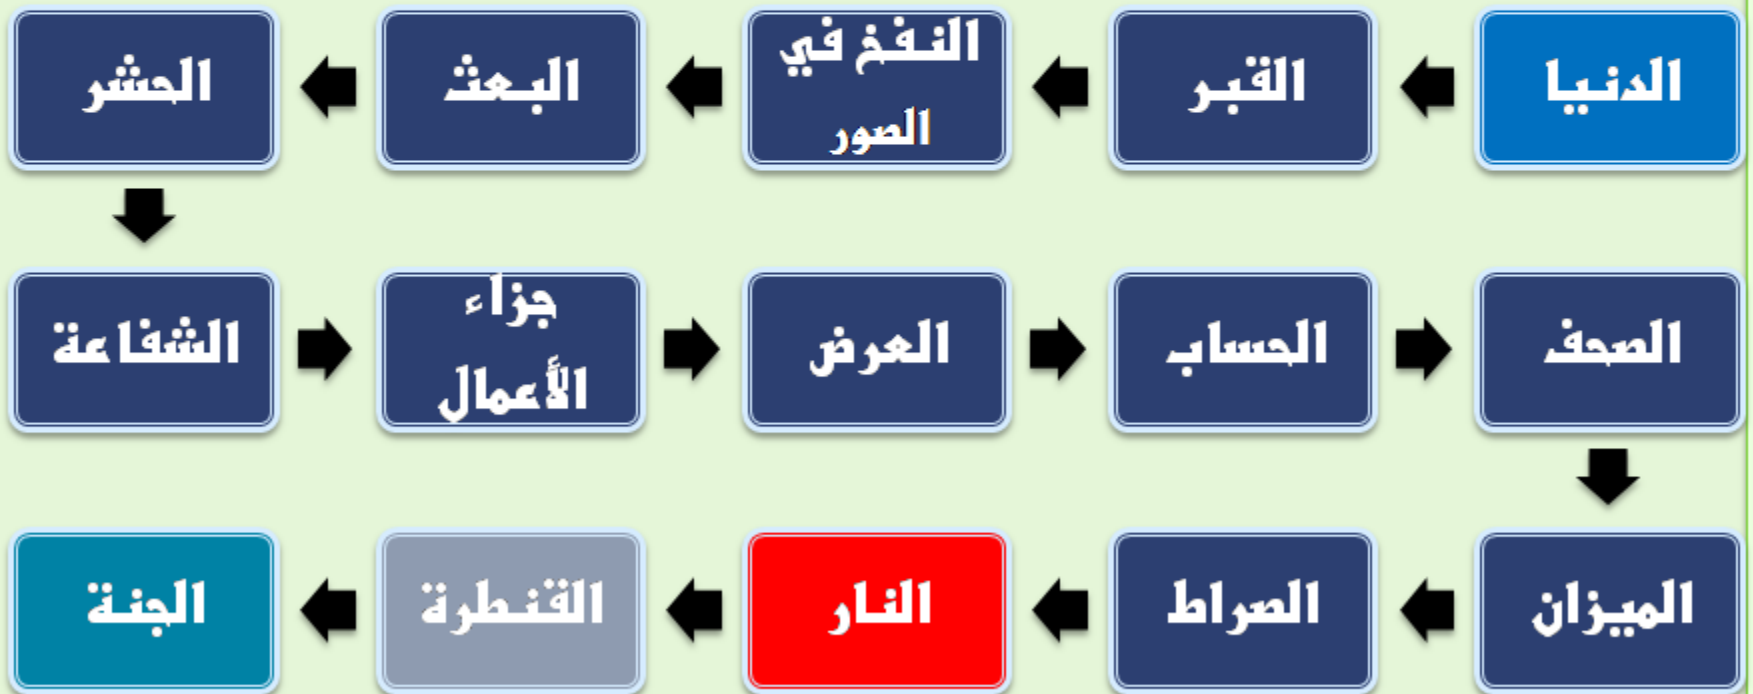 الدنيا
القبر
النفخ في
الصور
البعث
الحشر
الشفاعة
جزاء
الأعمال
العرض
الحساب
الصحف
الميزان
الصراط
النار
القنطرة
الجنة